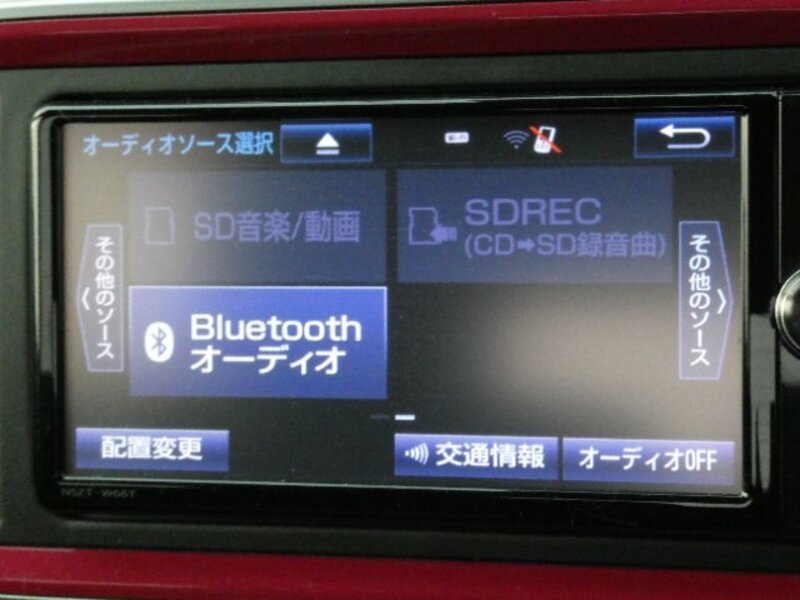 オーディオソース選択
SD音楽/動画
SDREC
(CD➡SD録音曲)
その他のソース
Bluetooth
オーディオ
その他のソース
配置変更
交通情報
オーディオOFF
NSZT-W66T